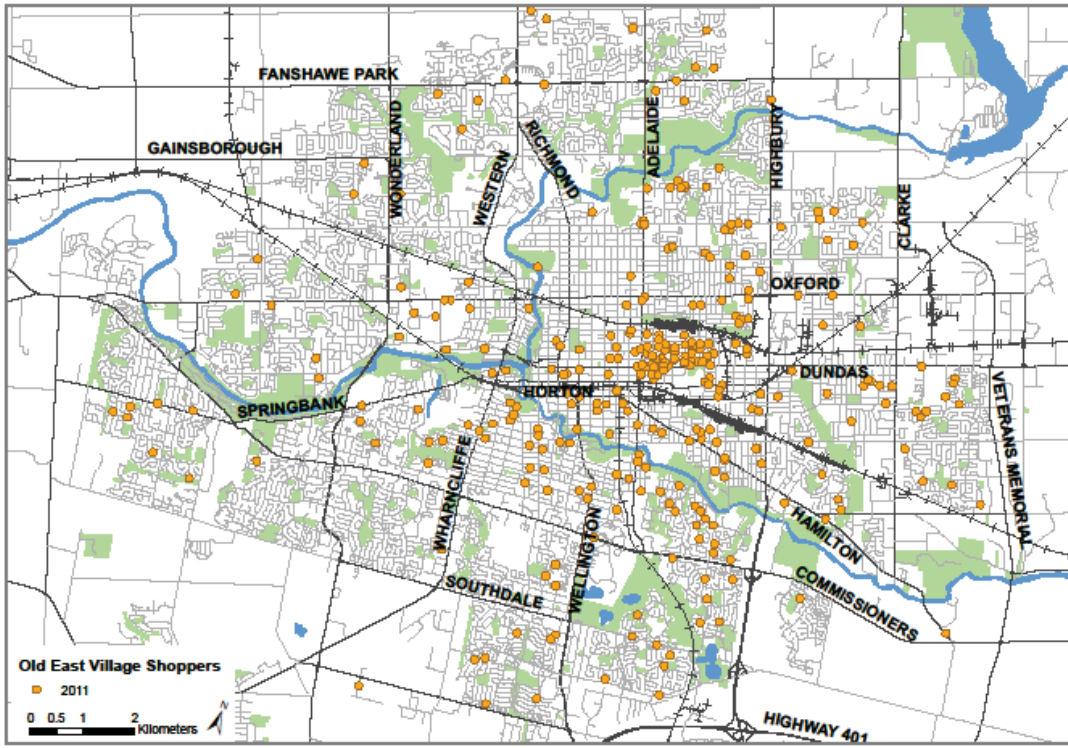 FANSHAWE PARK
GAINSBOROUGH
WONDERLAND
WESTERN
RICHMOND
ADELAIDE
HIGHBURY
CLARKE
OXFORD
DUNDAS
HORTON
SPRINGBANK
WHARNCLIFFE
WELLINGTON
SOUTHDALE
HAMILTON
COMMISSIONERS
VETERANS MEMORIAL
HIGHWAY 401
Old East Village Shoppers
2011
0 0.5 1 2
Kilometers
N